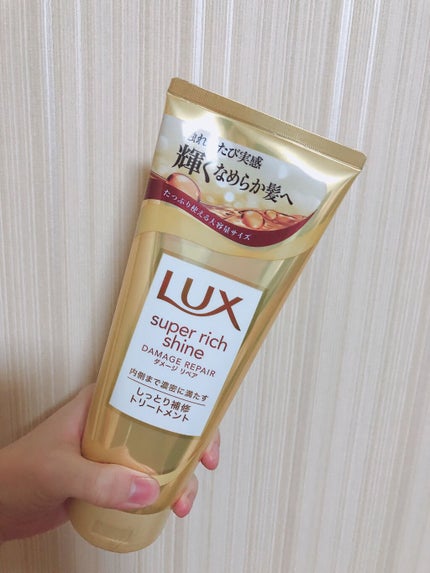 たび実感
輝くなめらか髪へ
たっぷり使える大容量サイズ
LUX
super rich
shine
DAMAGE REPAIR
ダメージ リペア
内側まで濃密に満たす
しっとり補修
トリートメント